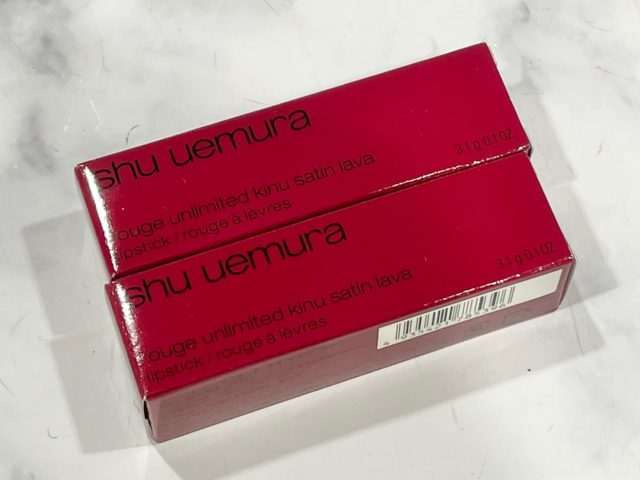 shu uemura
rouge unlimited kinu satin lava
lipstick / rouge à lèvres
3.1 g 0.1 OZ
shu uemura
rouge unlimited kinu satin lava
lipstick / rouge à lèvres
3.1 g 0.1 OZ